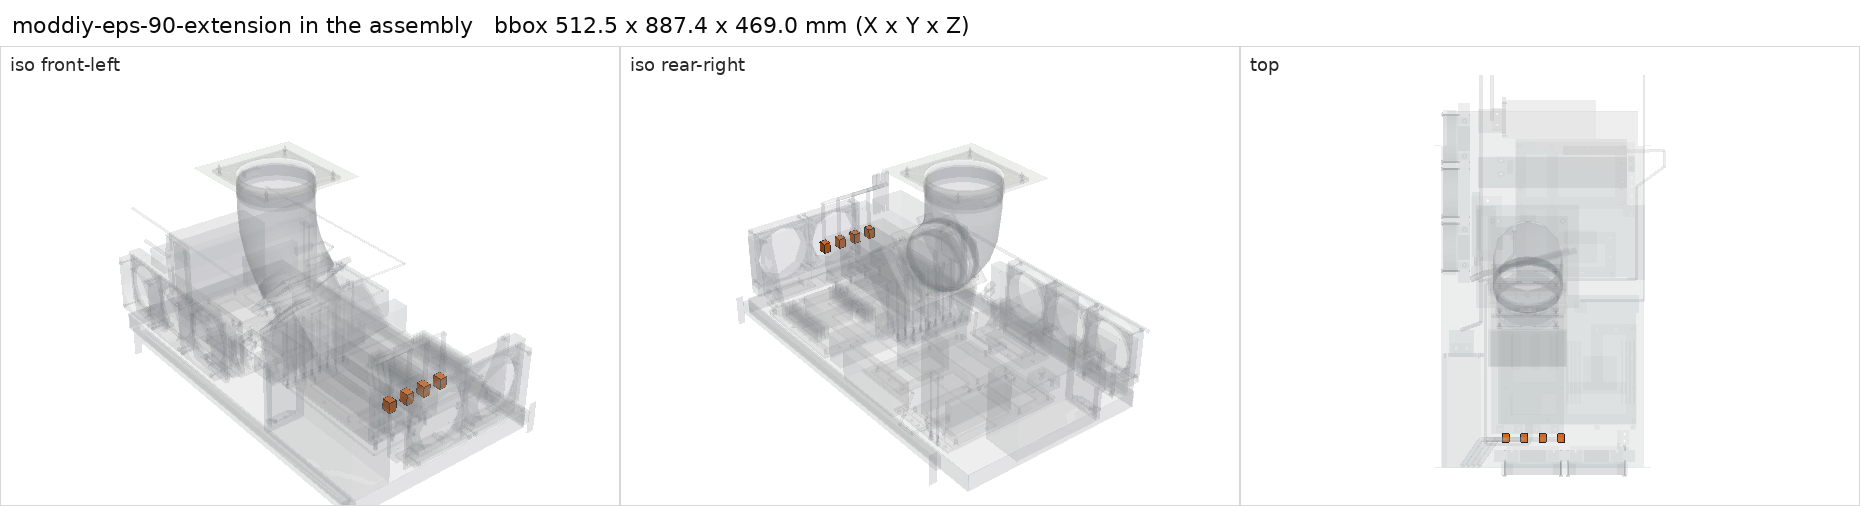 moddiy-eps-90-extension in the assembly   bbox 512.5 x 887.4 x 469.0 mm (X x Y x Z)
iso front-left
iso rear-right
top